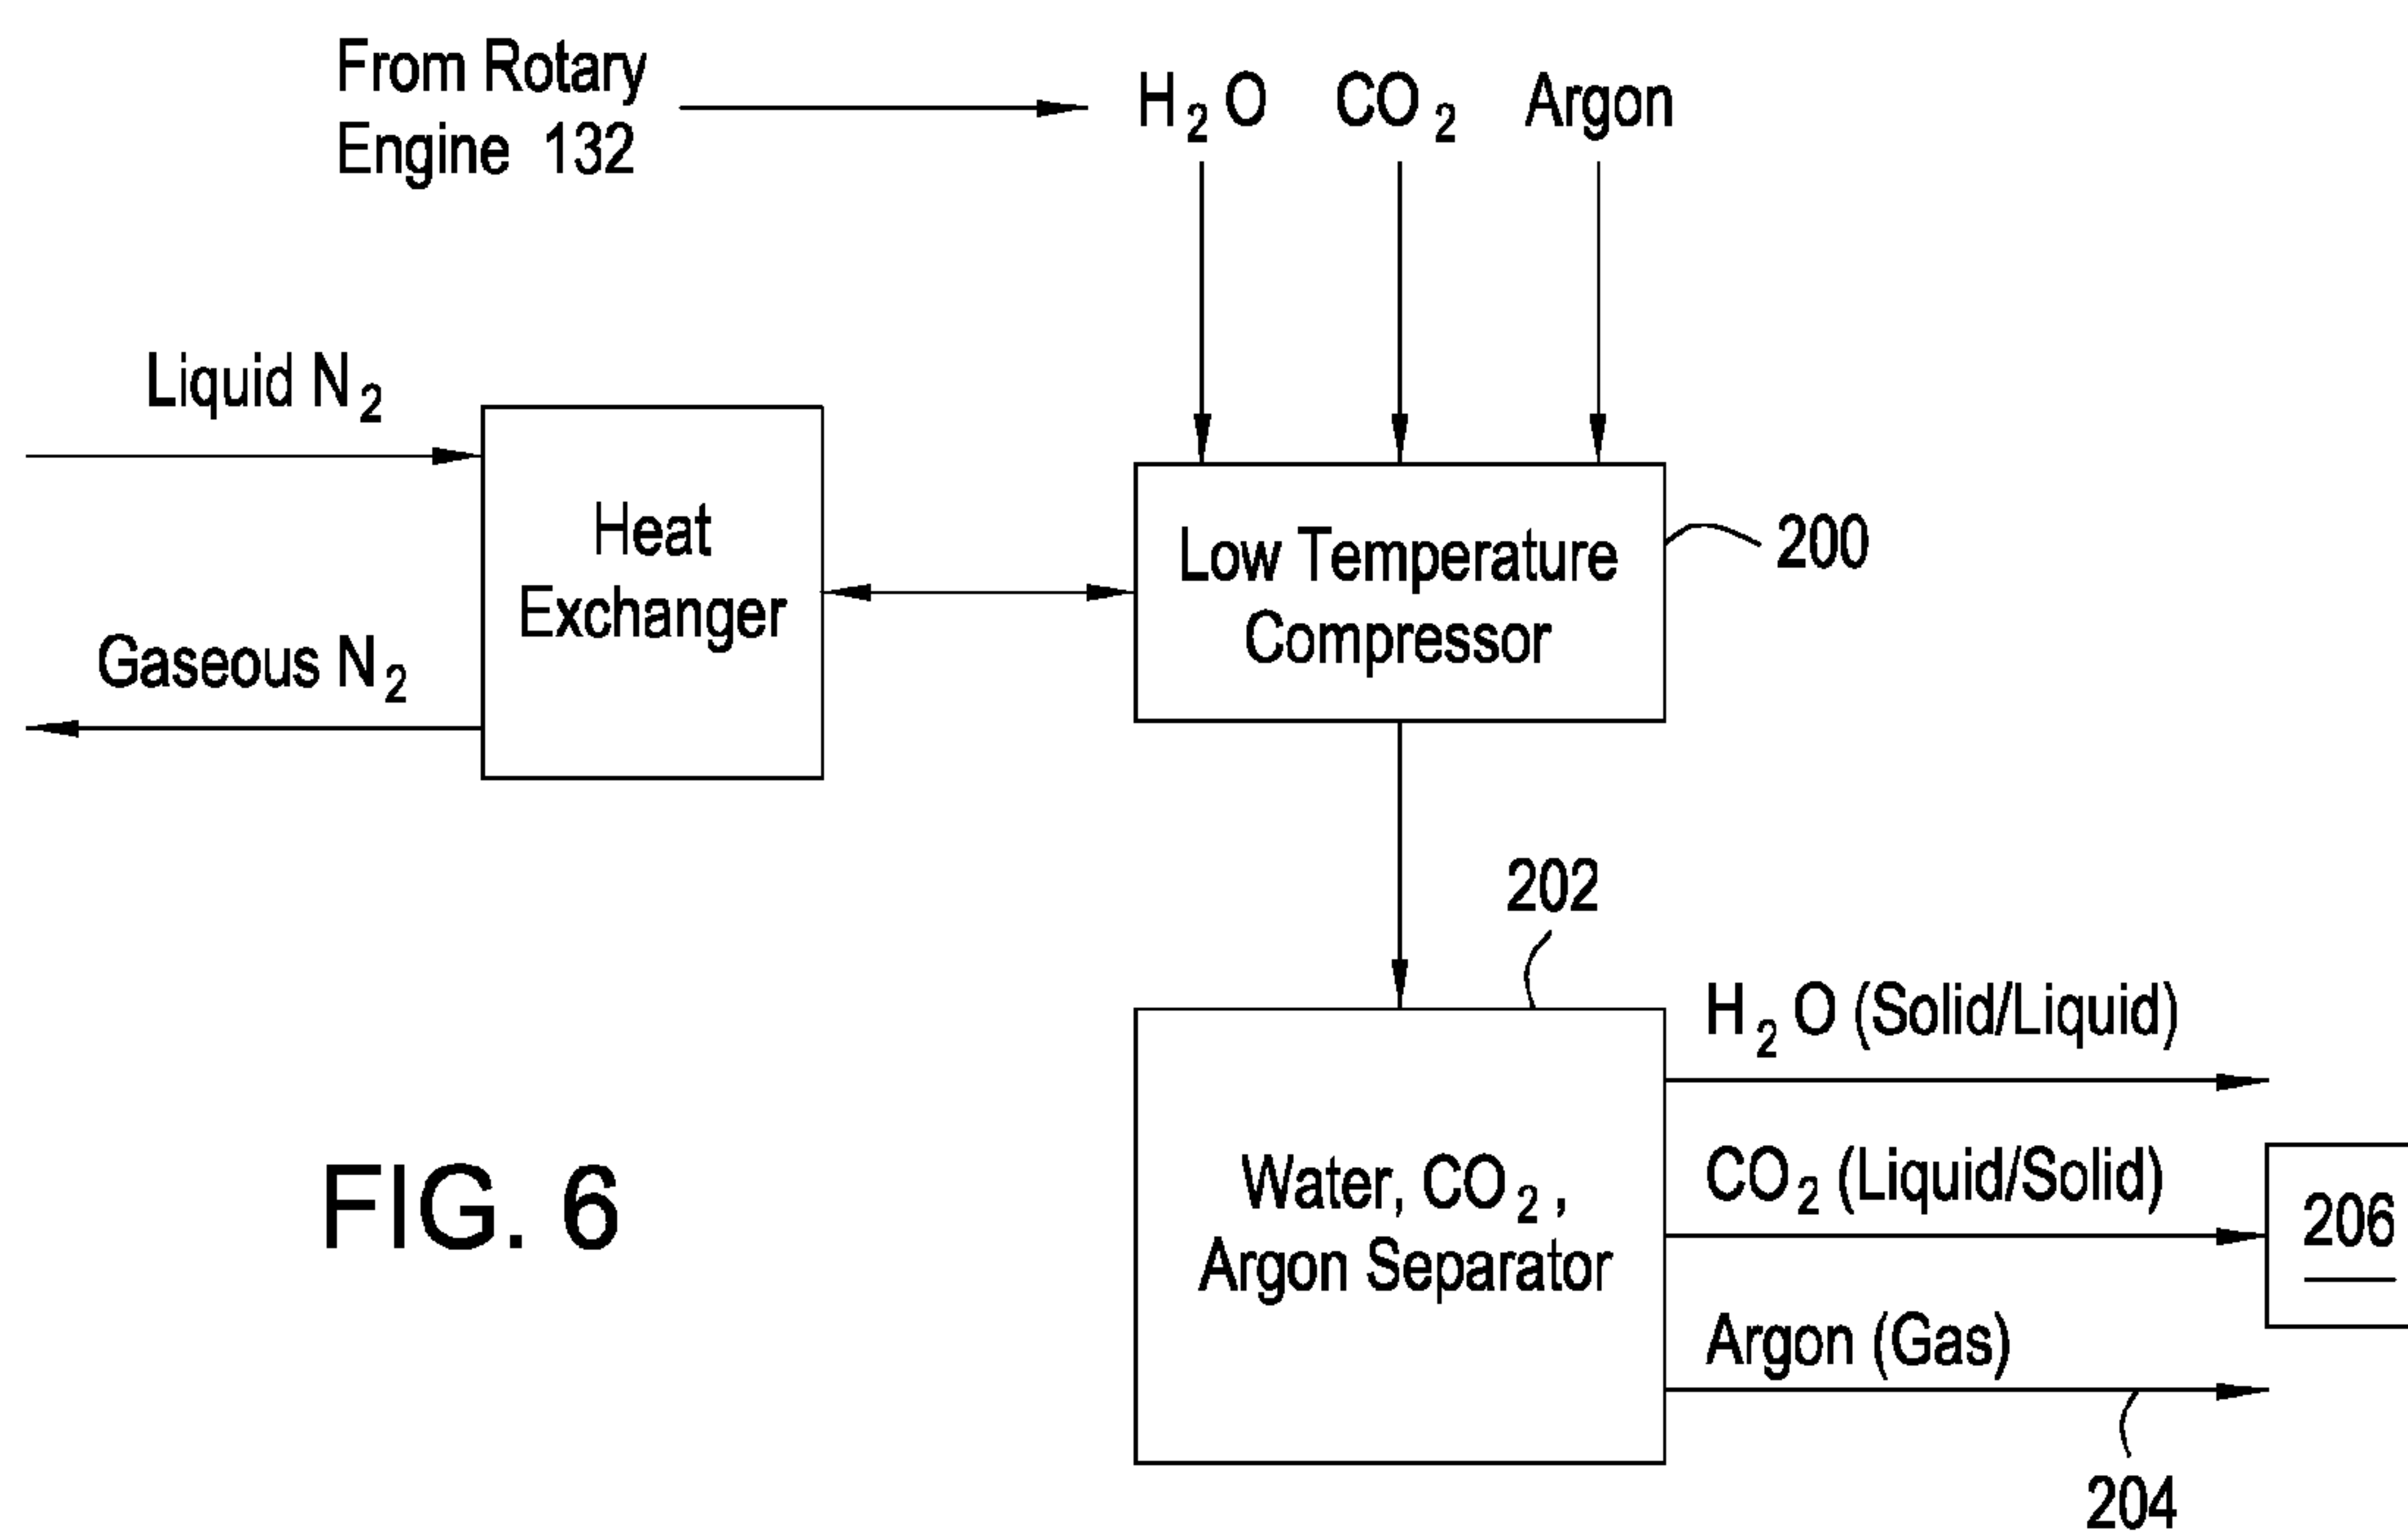 From Rotary
Engine 132
H2O CO2 Argon
Liquid N2
Heat
Exchanger
Gaseous N2
Low Temperature
Compressor
200
202
Water, CO2,
Argon Separator
H2O (Solid/Liquid)
CO2 (Liquid/Solid)
206
Argon (Gas)
204
FIG. 6